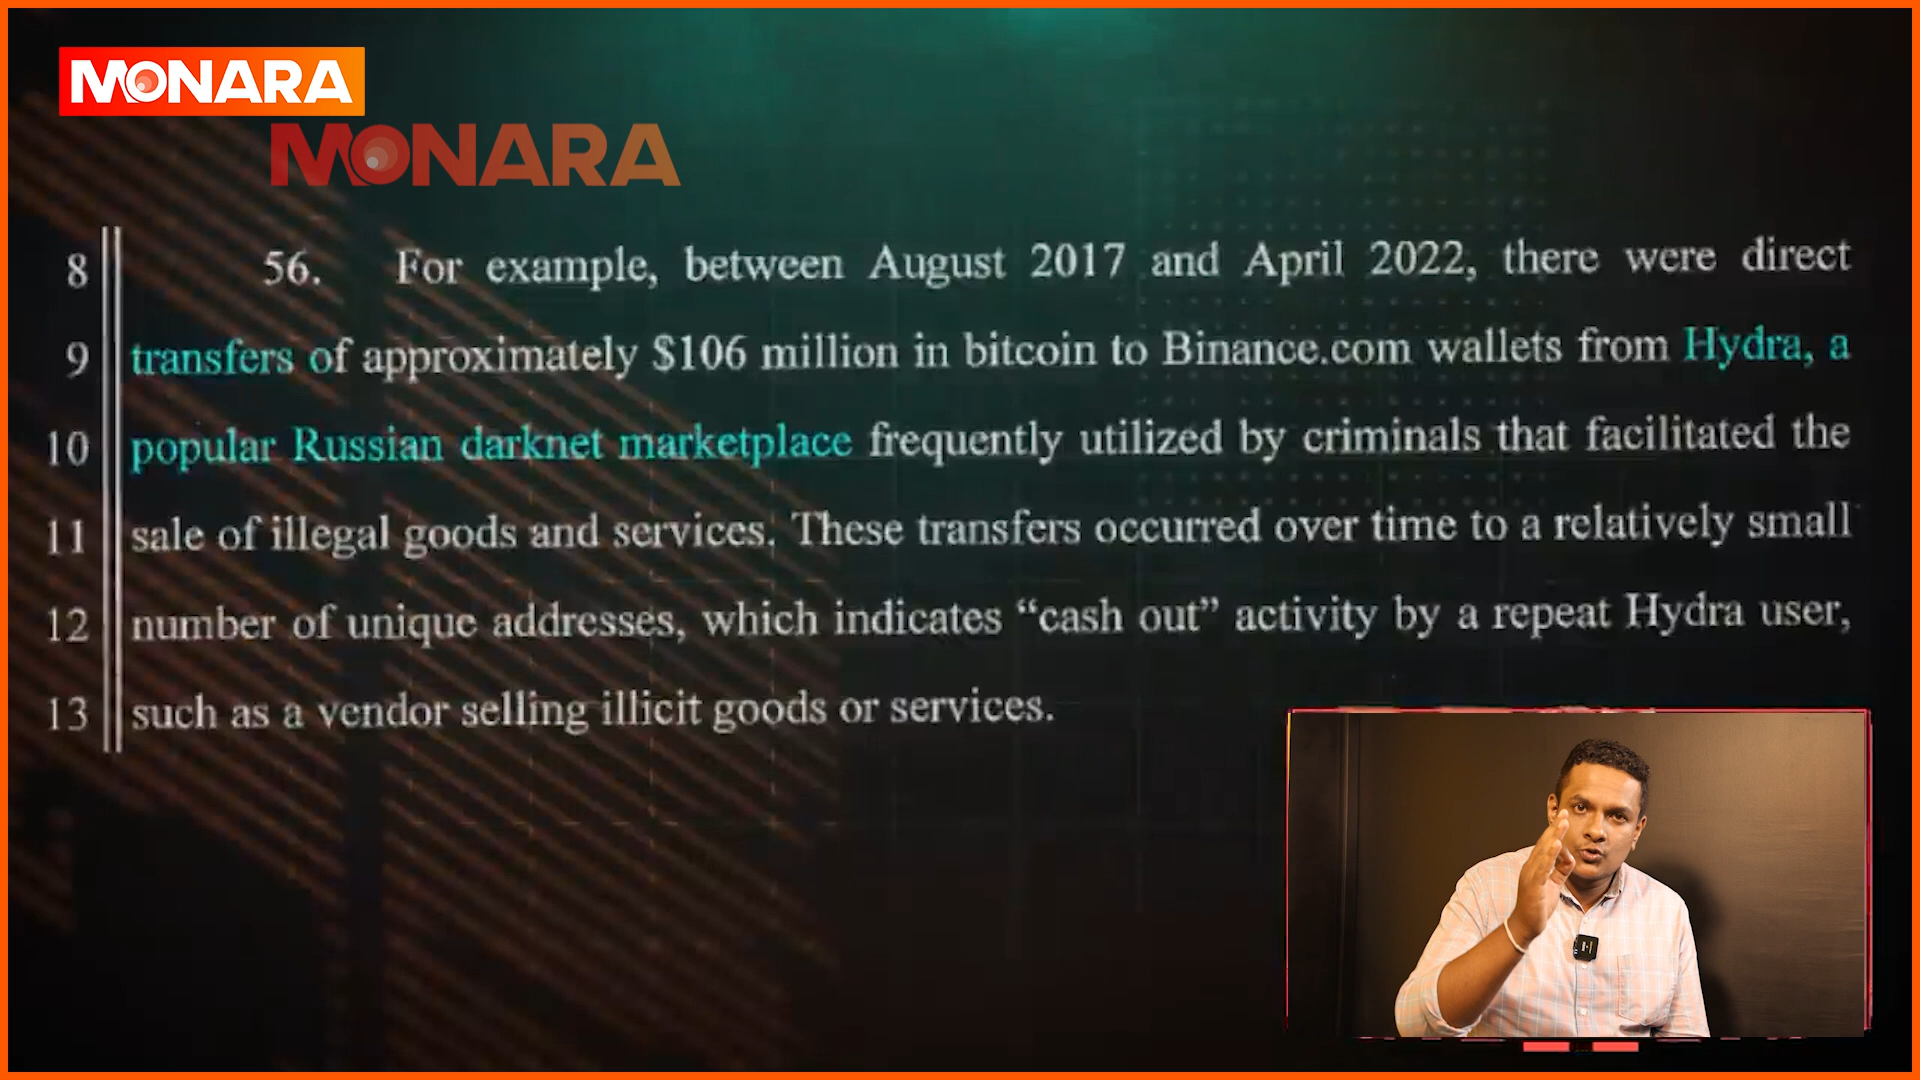 MONARA
MONARA
8 56. For example, between August 2017 and April 2022, there were direct
9 transfers of approximately $106 million in bitcoin to Binance.com wallets from Hydra, a
10 popular Russian darknet marketplace frequently utilized by criminals that facilitated the
11 sale of illegal goods and services. These transfers occurred over time to a relatively small
12 number of unique addresses, which indicates “cash out” activity by a repeat Hydra user,
13 such as a vendor selling illicit goods or services.